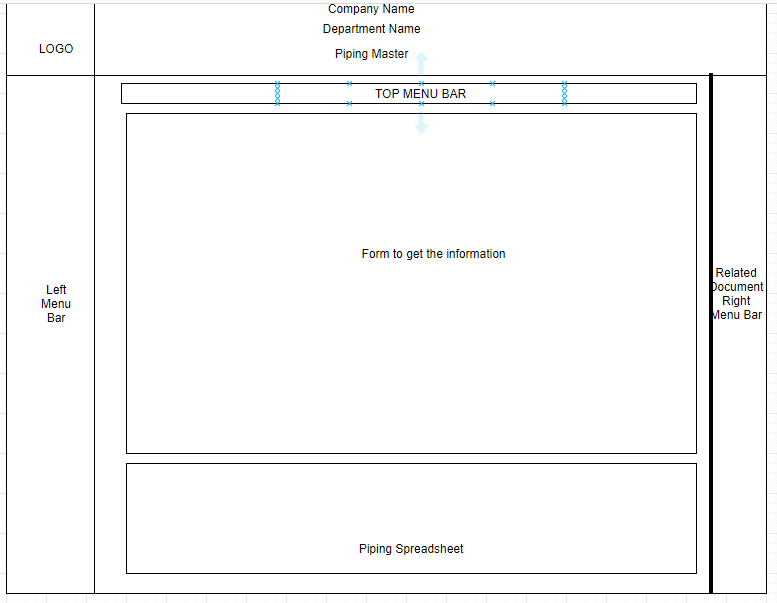 Company Name
Department Name
LOGO
Piping Master
TOP MENU BAR
Form to get the information
Left
Menu
Bar
Related
Document
Right
Menu Bar
Piping Spreadsheet